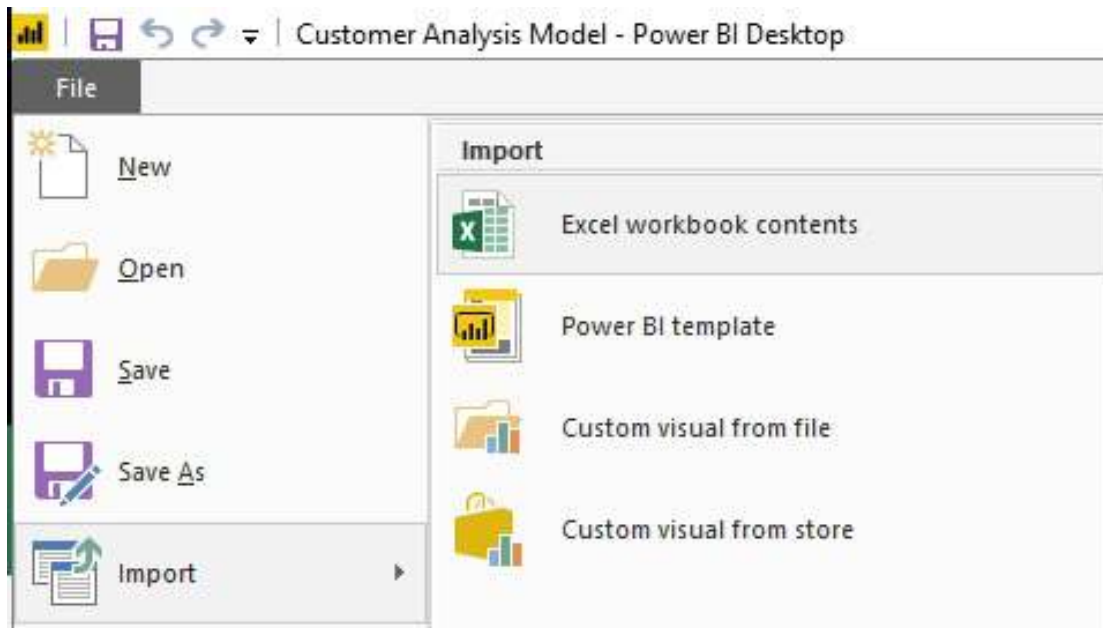 Customer Analysis Model - Power BI Desktop
File
New
Open
Save
Save As
Import
Import
Excel workbook contents
Power BI template
Custom visual from file
Custom visual from store